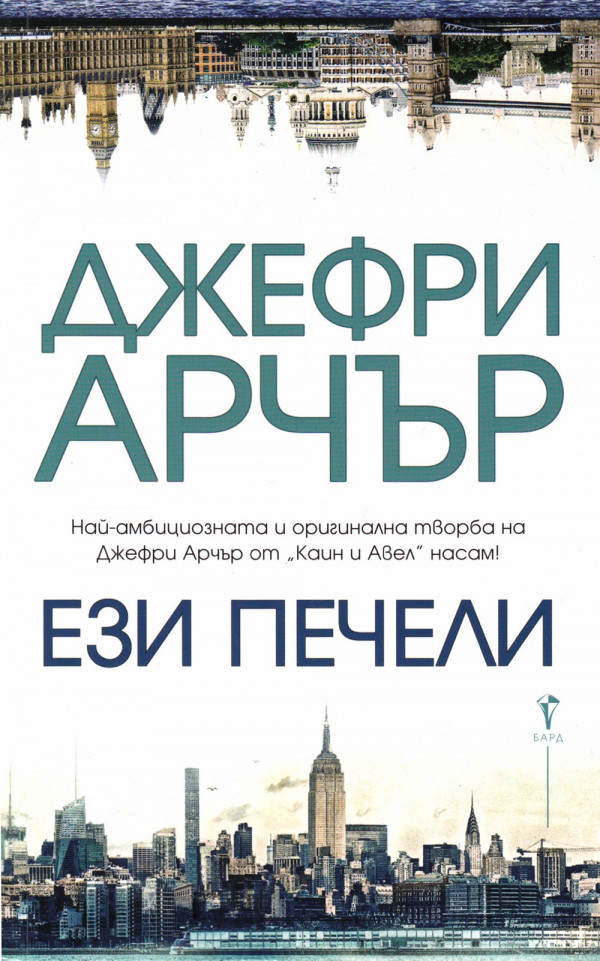 ДЖЕФРИ
АРЧЪР
Най-амбициозната и оригинална творба на
Джефри Арчър от „Каин и Авел” насам!
ЕЗИ ПЕЧЕЛИ
БАРД